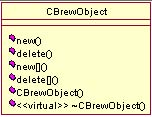 CBrewObject
new()
delete()
new[]()
delete[]()
CBrewObject()
<<virtual>> ~CBrewObject()